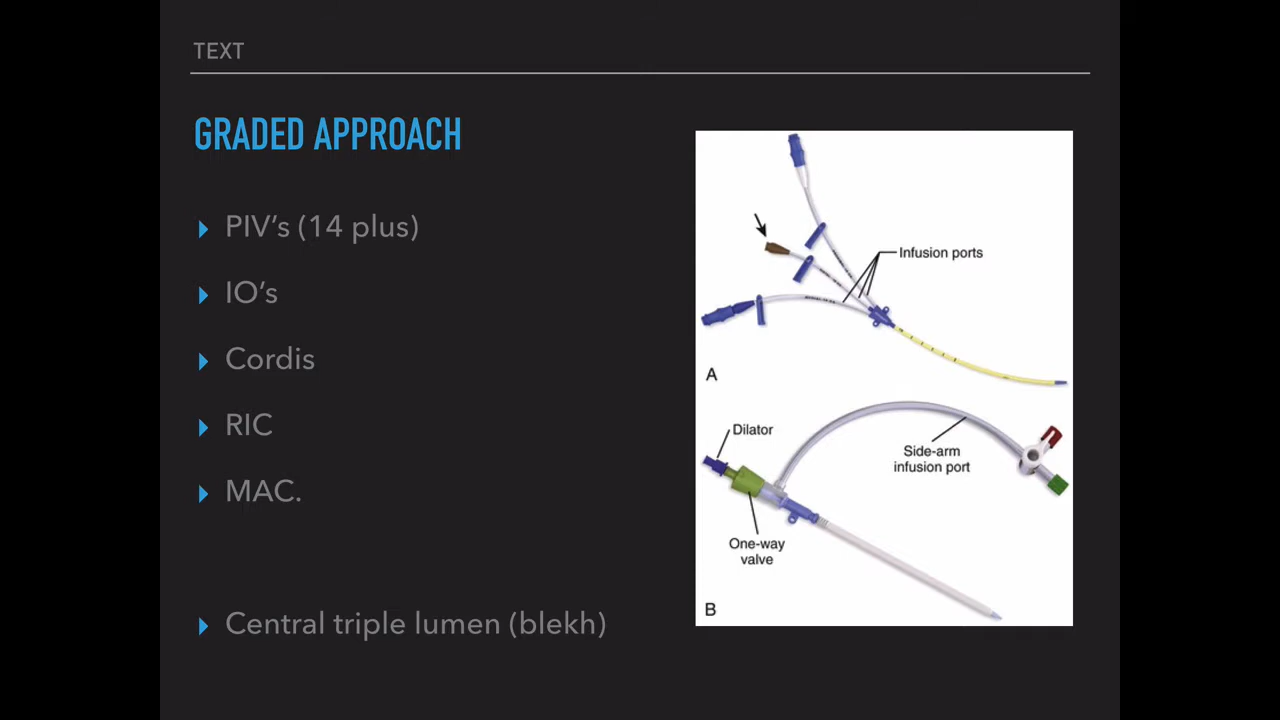 TEXT
GRADED APPROACH
PIV's (14 plus)
IO's
Cordis
RIC
MAC.
Central triple lumen (blekh)
Infusion ports
A
Dilator
Side-arm
infusion port
One-way
valve
B